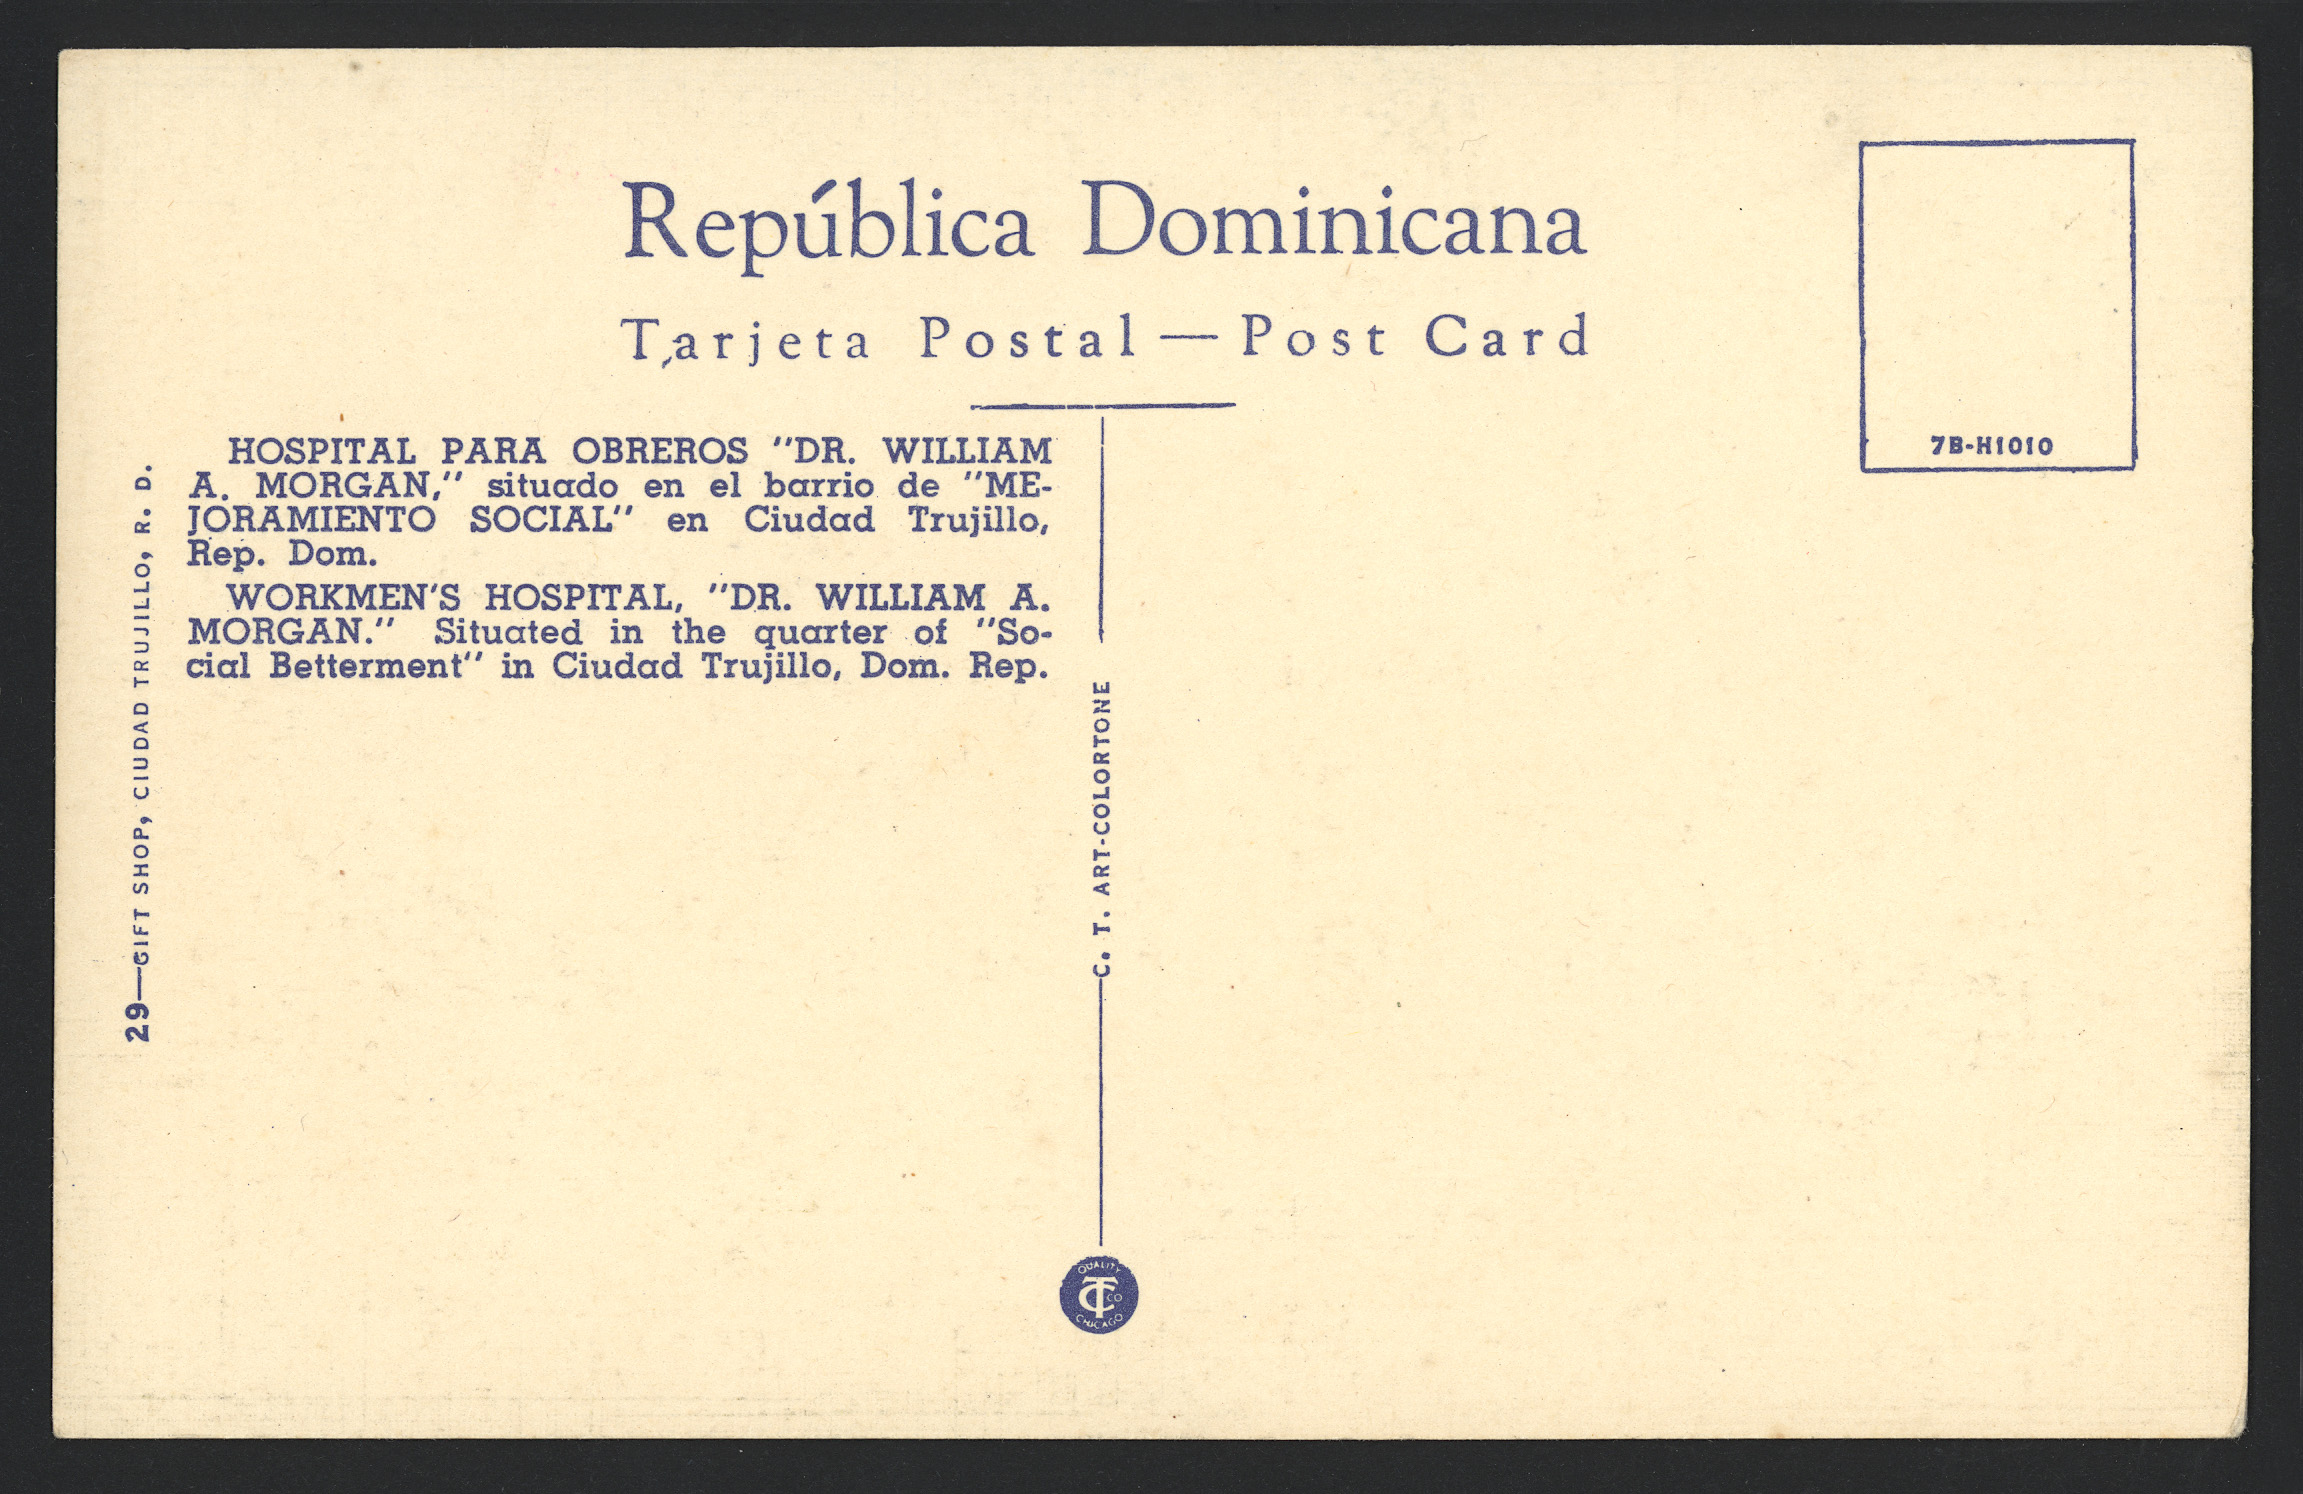 República Dominicana
Tarjeta Postal — Post Card
7B-H1010
HOSPITAL PARA OBREROS "DR. WILLIAM
A. MORGAN," situado en el barrio de "ME-
JORAMIENTO SOCIAL" en Ciudad Trujillo,
Rep. Dom.
WORKMEN'S HOSPITAL, "DR. WILLIAM A.
MORGAN." Situated in the quarter of "So-
cial Betterment" in Ciudad Trujillo, Dom. Rep.
29—GIFT SHOP, CIUDAD TRUJILLO, R. D.
C. T. ART-COLORTONE
QUALITY
CT CO
CHICAGO